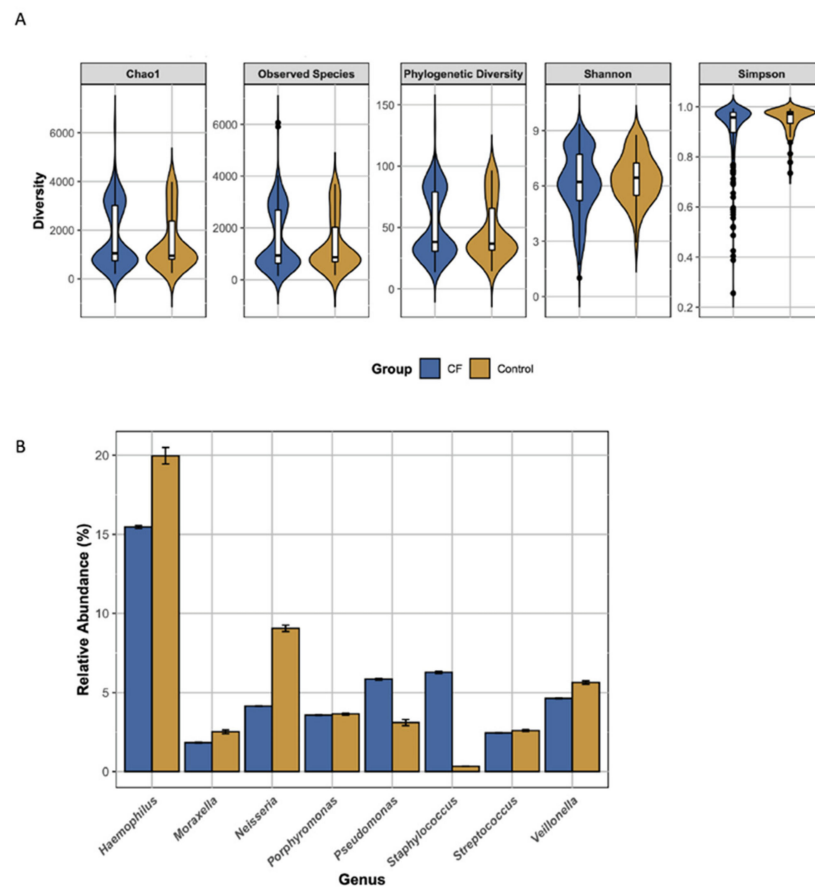 A
Chao1
Observed Species
Phylogenetic Diversity
Shannon
Simpson
Diversity
6000
4000
2000
0
6000
4000
2000
0
150
100
50
0
9
6
3
0
1.0
0.8
0.6
0.4
0.2
Group CF Control
B
Relative Abundance (%)
20
15
10
5
0
Haemophilus
Moraxella
Neisseria
Porphyromonas
Pseudomonas
Staphylococcus
Streptococcus
Veillonella
Genus